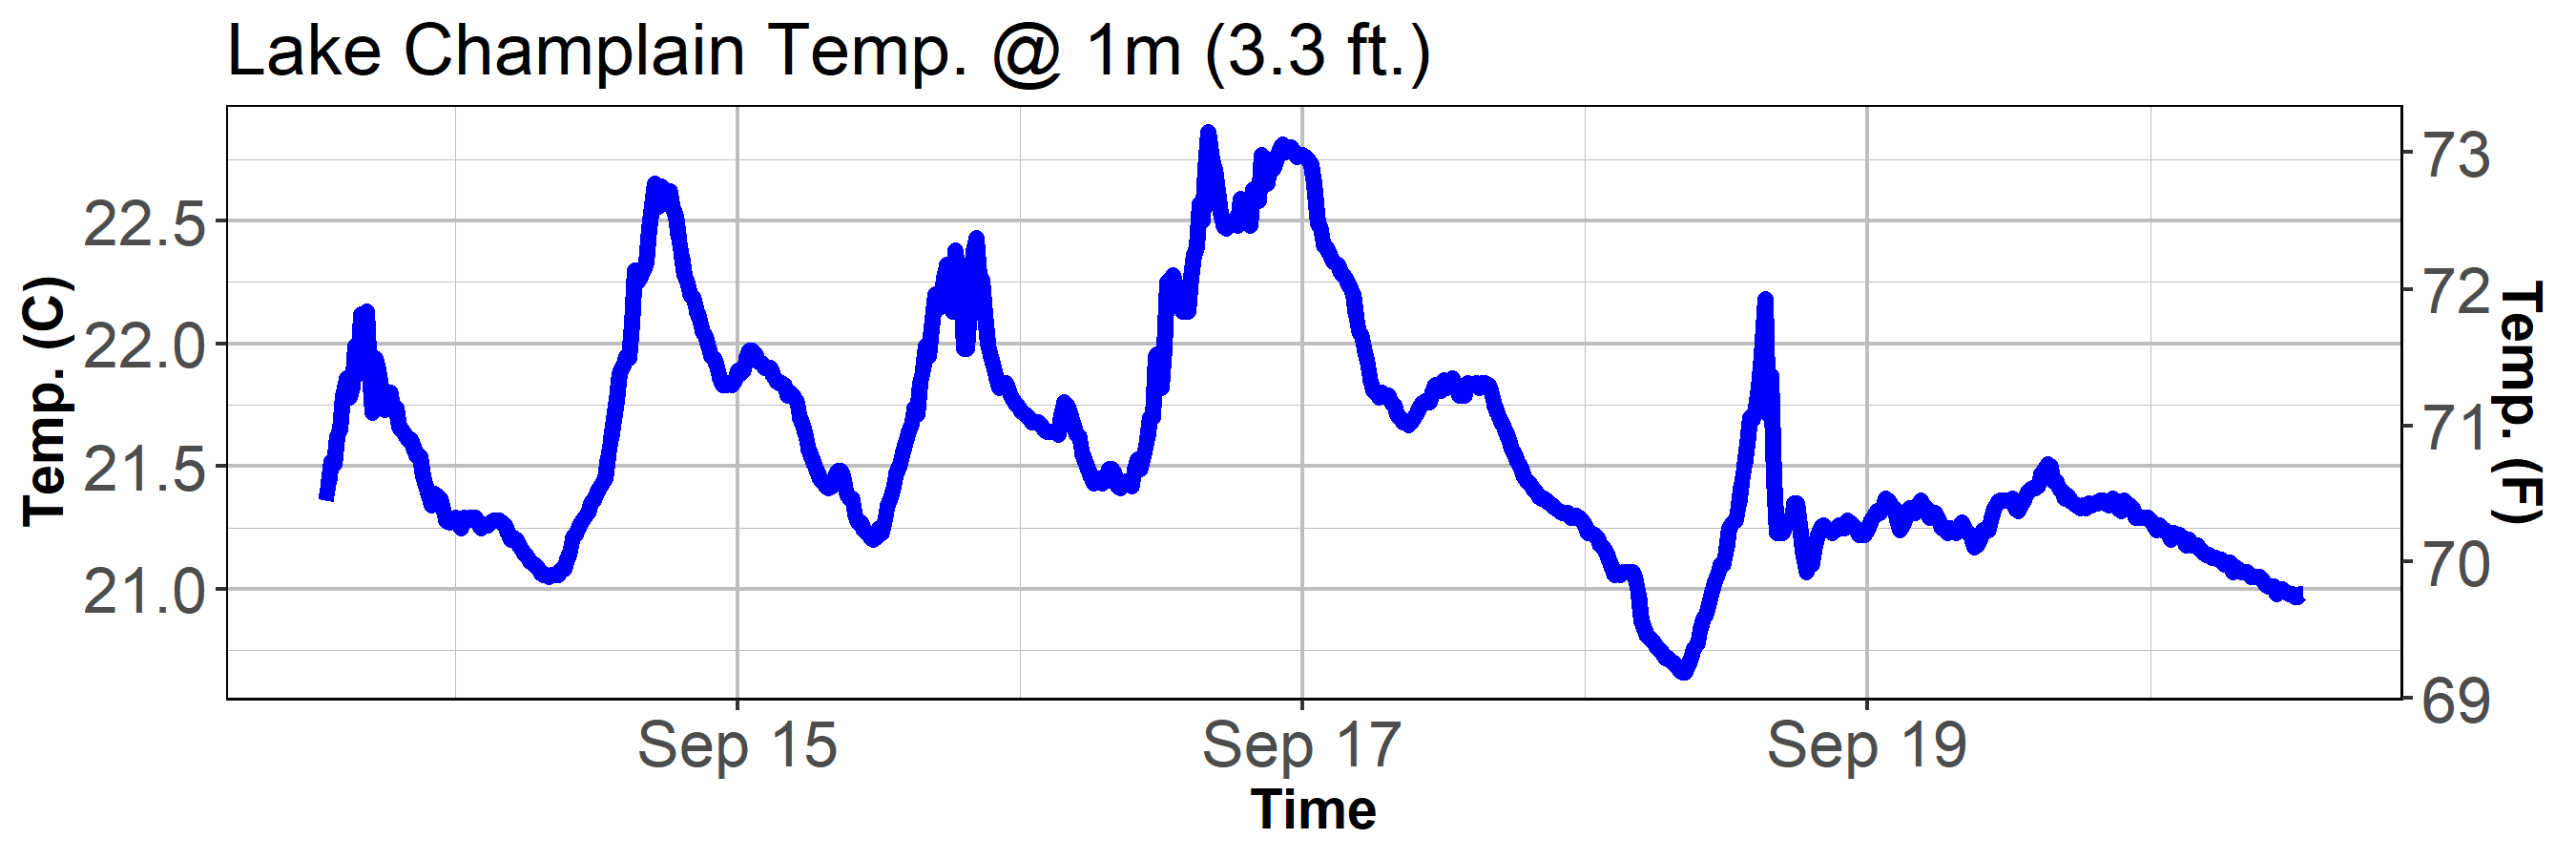 Lake Champlain Temp. @ 1m (3.3 ft.)
Temp. (C)
22.5
22.0
21.5
21.0
73
72
71
70
69
Temp. (F)
Sep 15
Sep 17
Sep 19
Time